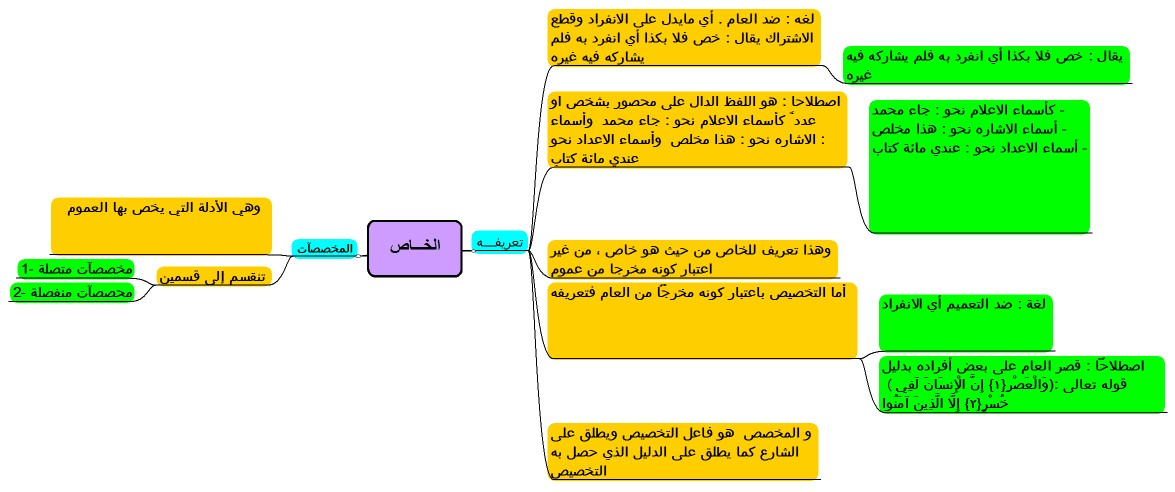 الخــاص
تعريفــــه
لغه : ضد العام . أي مايدل على الانفراد وقطع
الاشتراك يقال : خص فلا بكذا أي انفرد به فلم
يشاركه فيه غيره
يقال : خص فلا بكذا أي انفرد به فلم يشاركه فيه
غيره
اصطلاحا : هو اللفظ الدال على محصور بشخص او
عدد ً كأسماء الاعلام نحو : جاء محمد وأسماء
الاشاره نحو : هذا مخلص وأسماء الاعداد نحو :
عندي مائة كتاب
- كأسماء الاعلام نحو : جاء محمد
- أسماء الاشاره نحو : هذا مخلص
- أسماء الاعداد نحو : عندي مائة كتاب
وهذا تعريف للخاص من حيث هو خاص ، من غير
اعتبار كونه مخرجا من عموم
أما التخصيص باعتبار كونه مخرجًا من العام فتعريفه
لغة : ضد التعميم أي الانفراد
اصطلاحًا : قصر العام على بعض أفراده بدليل
قوله تعالى :(وَالْعَصْرِ{١} إِنَّ الْإِنسَانَ لَفِي )
خُسْرٍ{٢} إِلَّا الَّذِينَ آمَنُوا
و المخصص هو فاعل التخصيص ويطلق على
الشارع كما يطلق على الدليل الذي حصل به
التخصيص
المخصصآت
وهي الأدلة التي يخص بها العموم
تنقسم إلى قسمين
1- مخصصآت متصلة
2- محصصآت منفصلة